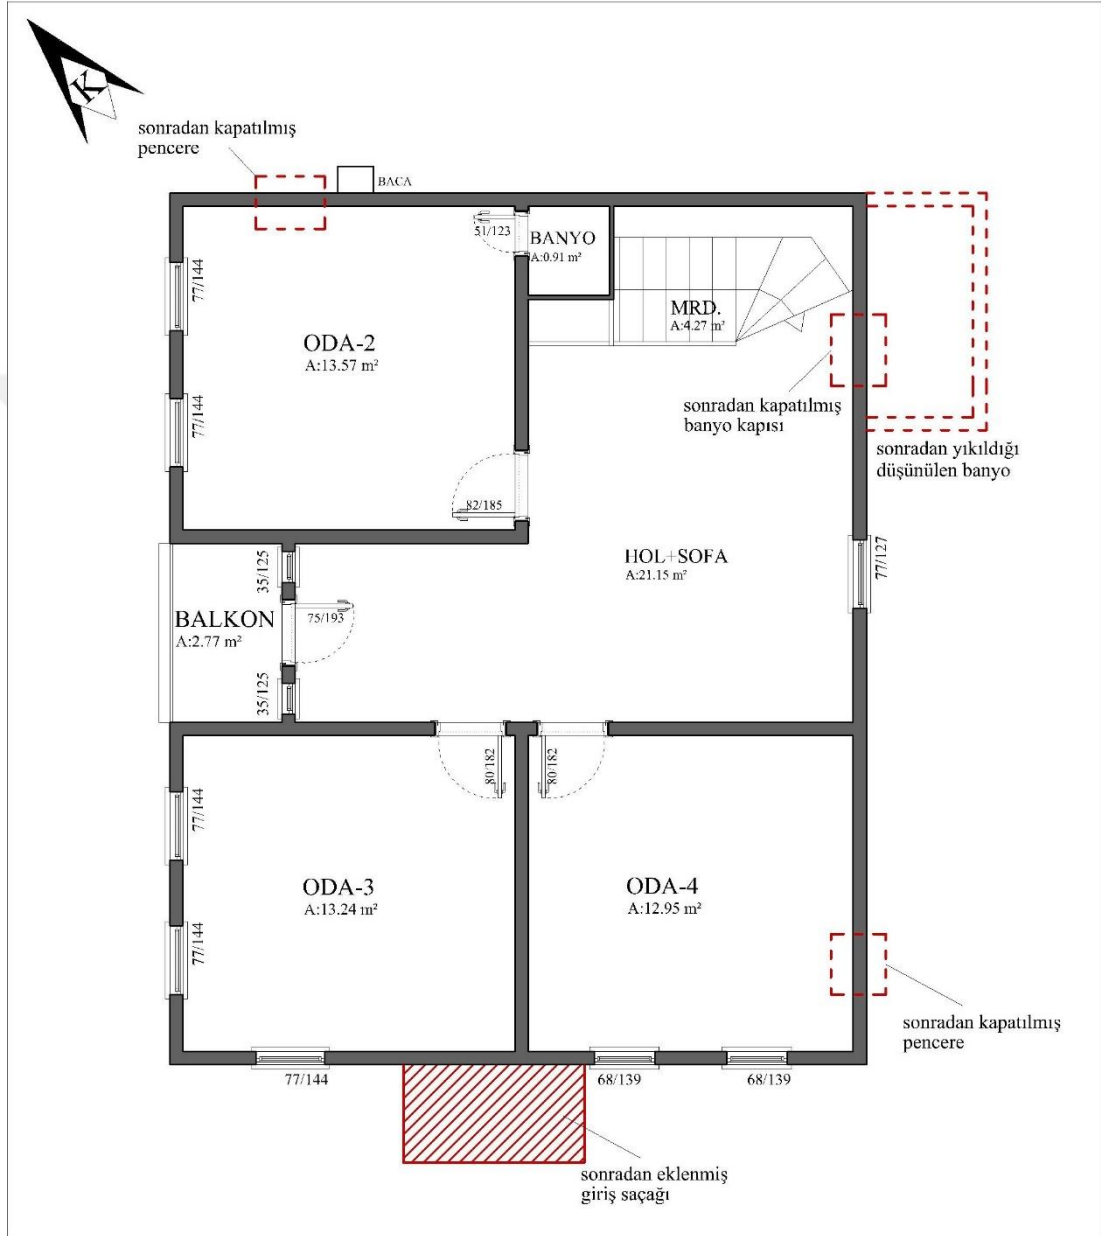 K
sonradan kapatılmış
pencere
BACA
51/123
BANYO
A:0.91 m²
77/144
MRD.
A:4.27 m²
ODA-2
A:13.57 m²
77/144
sonradan kapatılmış
banyo kapısı
sonradan yıkıldığı
düşünülen banyo
82/185
35/125
HOL+SOFA
A:21.15 m²
77/127
BALKON
A:2.77 m²
75/193
35/125
80/182
80/182
77/144
ODA-3
A:13.24 m²
ODA-4
A:12.95 m²
77/144
sonradan kapatılmış
pencere
77/144
68/139
68/139
sonradan eklenmiş
giriş saçağı